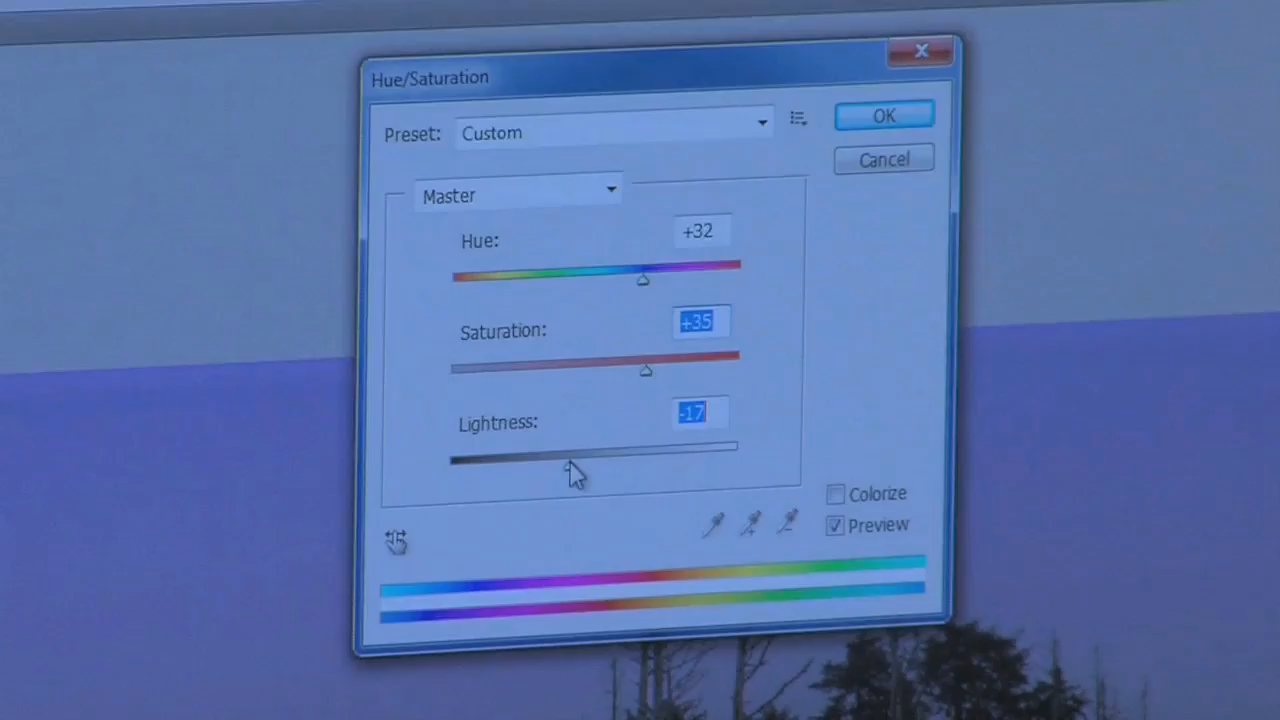 Hue/Saturation
Preset: Custom
OK
Cancel
Master
Hue: +32
Saturation: +35
Lightness: -17
Colorize
Preview